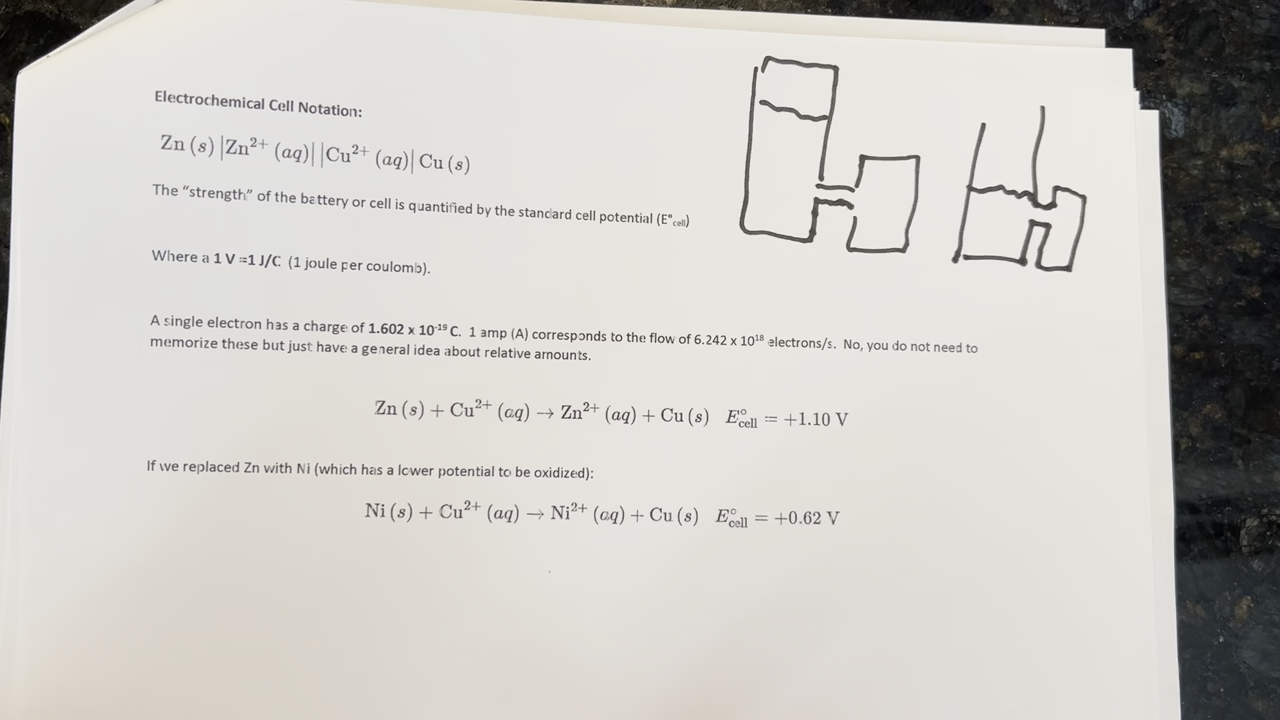 Electrochemical Cell Notation:
Zn (s) |Zn²⁺ (aq)| |Cu²⁺ (aq)| Cu (s)
The "strength" of the battery or cell is quantified by the standard cell potential (E°cell)
Where a 1 V =1 J/C (1 joule per coulomb).
A single electron has a charge of 1.602 x 10⁻¹⁹ C. 1 amp (A) corresponds to the flow of 6.242 x 10¹⁸ electrons/s. No, you do not need to
memorize these but just have a general idea about relative amounts.
Zn (s) + Cu²⁺ (aq) → Zn²⁺ (aq) + Cu (s) E°cell = +1.10 V
If we replaced Zn with Ni (which has a lower potential to be oxidized):
Ni (s) + Cu²⁺ (aq) → Ni²⁺ (aq) + Cu (s) E°cell = +0.62 V